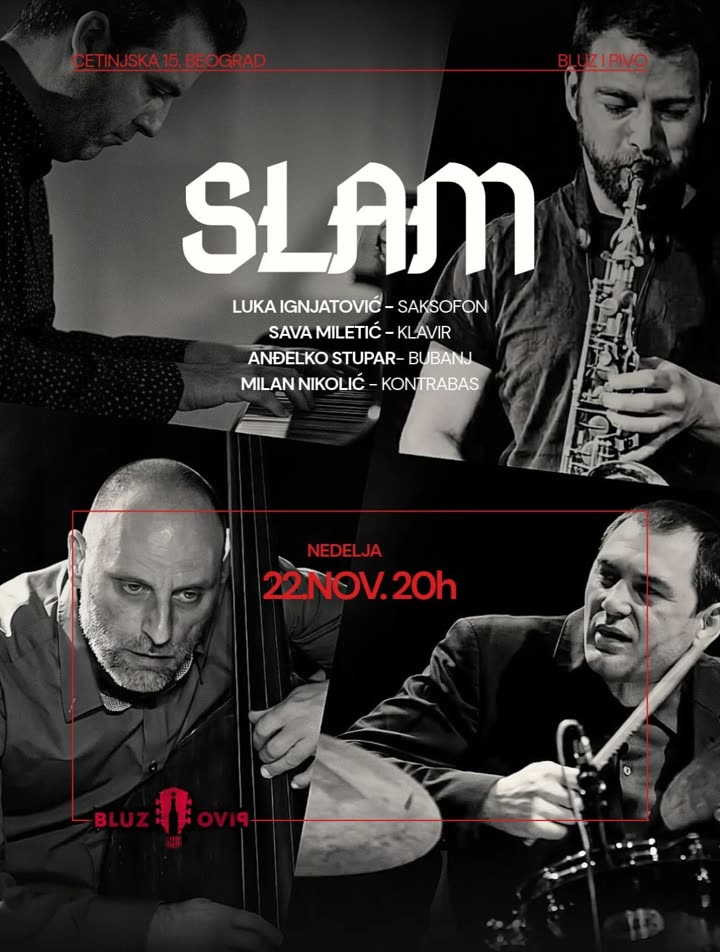 CETINJSKA 15. BEOGRAD
BLUZ I PIVO
SLAM
LUKA IGNJATOVIĆ – SAKSOFON
SAVA MILETIĆ – KLAVIR
ANĐELKO STUPAR– BUBANJ
MILAN NIKOLIĆ – KONTRABAS
NEDELJA
22.NOV. 20h
BLUZ PIVO